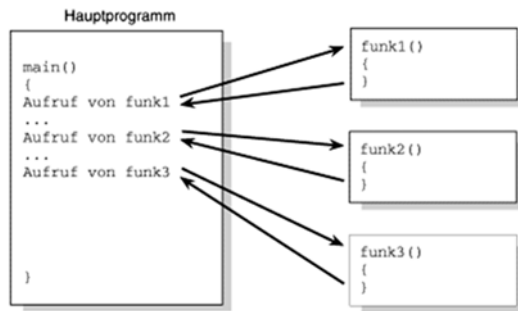 Hauptprogramm
main()
{
Aufruf von funk1
...
Aufruf von funk2
...
Aufruf von funk3
}
funk1()
{
}
funk2()
{
}
funk3()
{
}